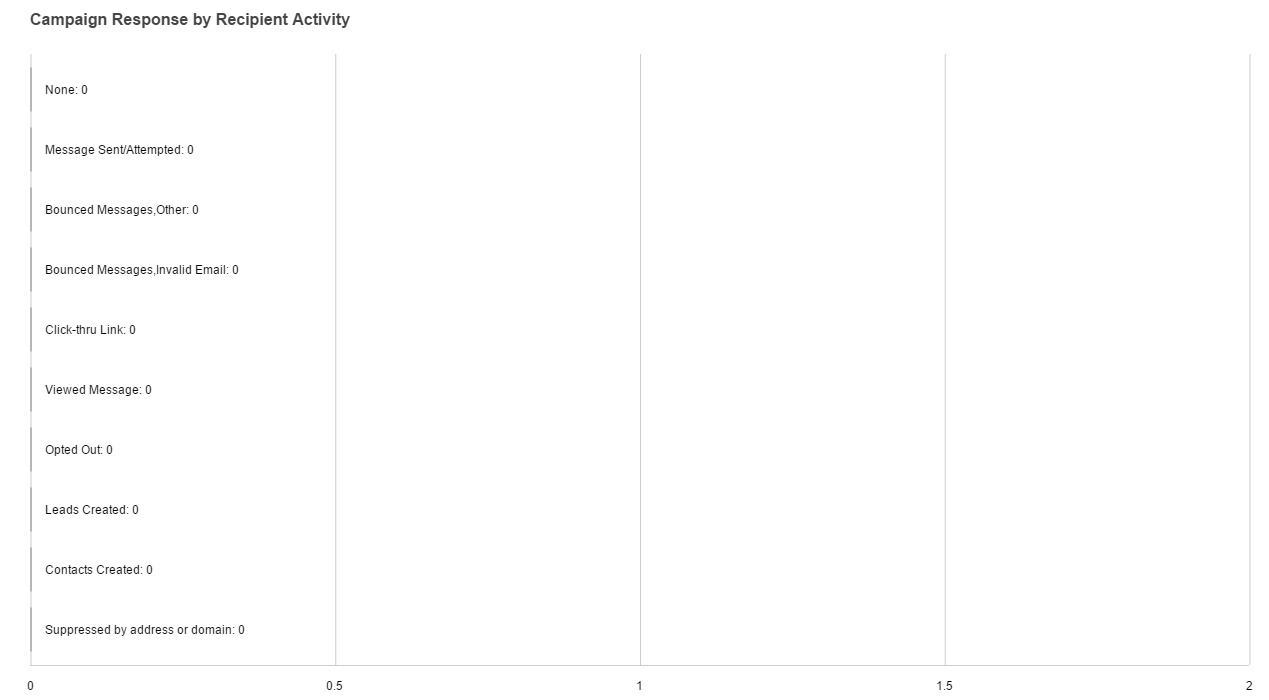 Campaign Response by Recipient Activity
None: 0
Message Sent/Attempted: 0
Bounced Messages,Other: 0
Bounced Messages,Invalid Email: 0
Click-thru Link: 0
Viewed Message: 0
Opted Out: 0
Leads Created: 0
Contacts Created: 0
Suppressed by address or domain: 0
0 0.5 1 1.5 2